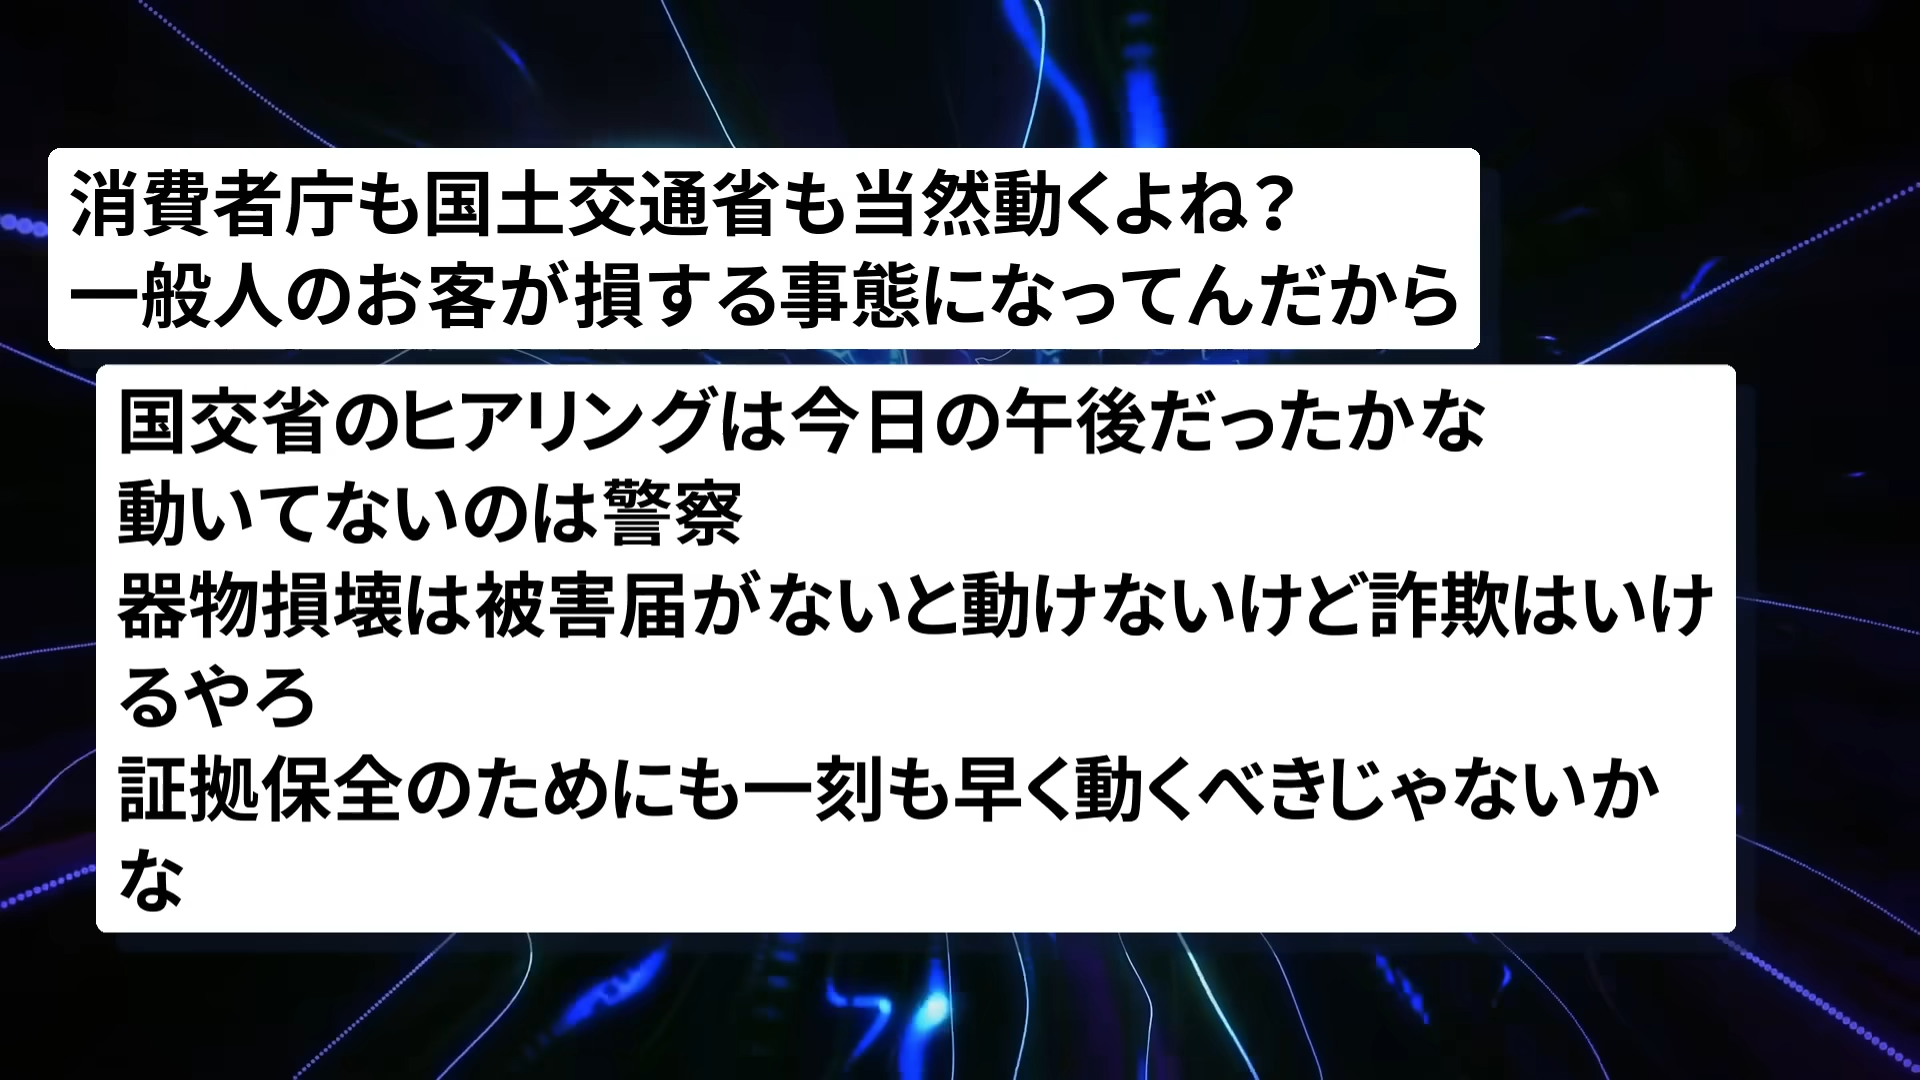 消費者庁も国土交通省も当然動くよね？
一般人のお客が損する事態になってんだから
国交省のヒアリングは今日の午後だったかな
動いてないのは警察
器物損壊は被害届がないと動けないけど詐欺はいけ
るやろ
証拠保全のためにも一刻も早く動くべきじゃないか
な